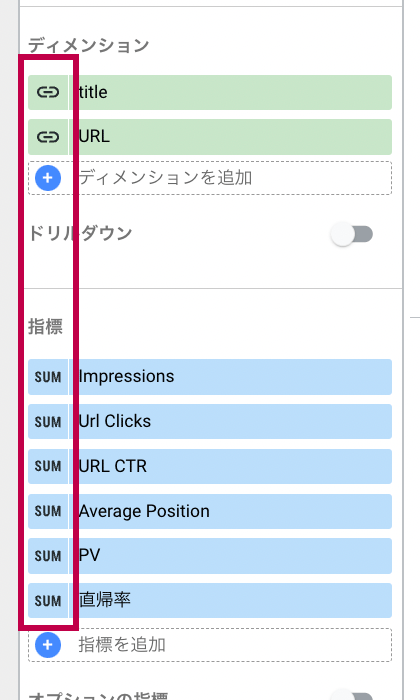 ディメンション
title
URL
ディメンションを追加
ドリルダウン
指標
SUM Impressions
SUM Url Clicks
SUM URL CTR
SUM Average Position
SUM PV
SUM 直帰率
指標を追加
オプションの指標